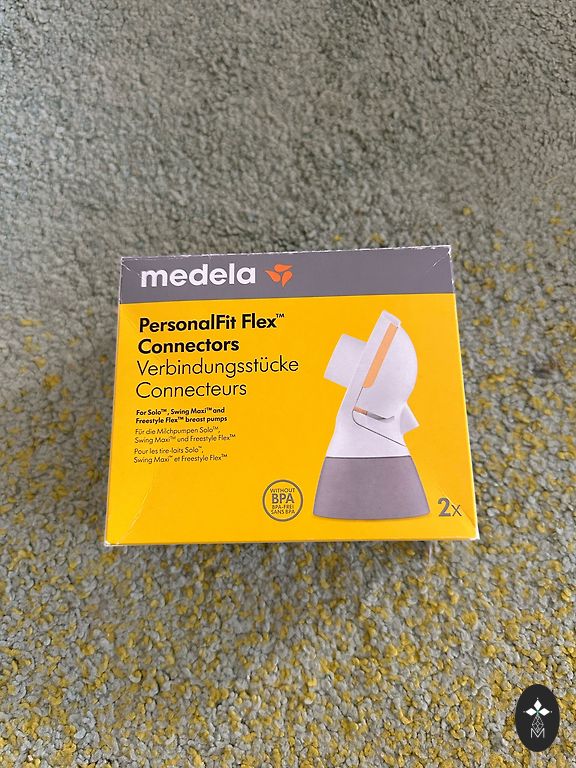 medela
PersonalFit Flex™
Connectors
Verbindungsstücke
Connecteurs
For Solo™, Swing Maxi™ and
Freestyle Flex™ breast pumps
Für die Milchpumpen Solo™,
Swing Maxi™ und Freestyle Flex™
Pour les tire-laits Solo™,
Swing Maxi™ et Freestyle Flex™
WITHOUT
BPA
BPA-FREI
SANS BPA
2x
M